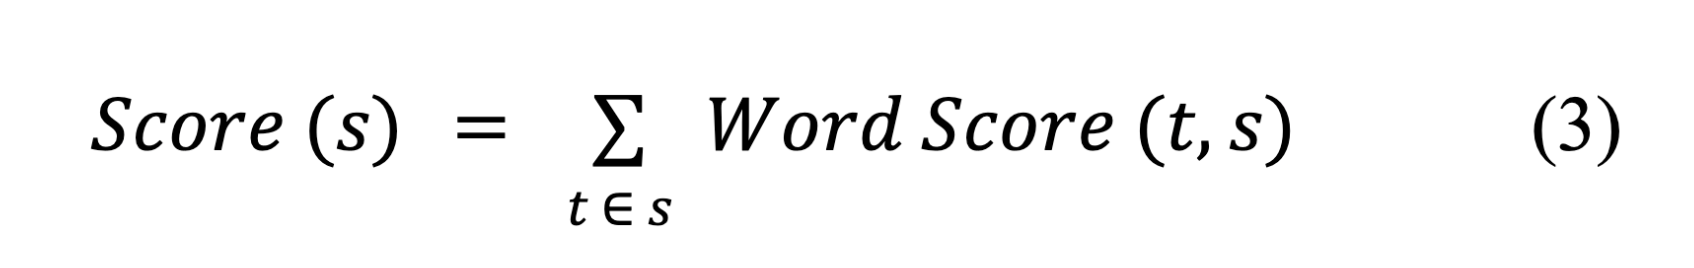 Score (s) = ∑ Word Score (t, s) (3)
t ∈ s